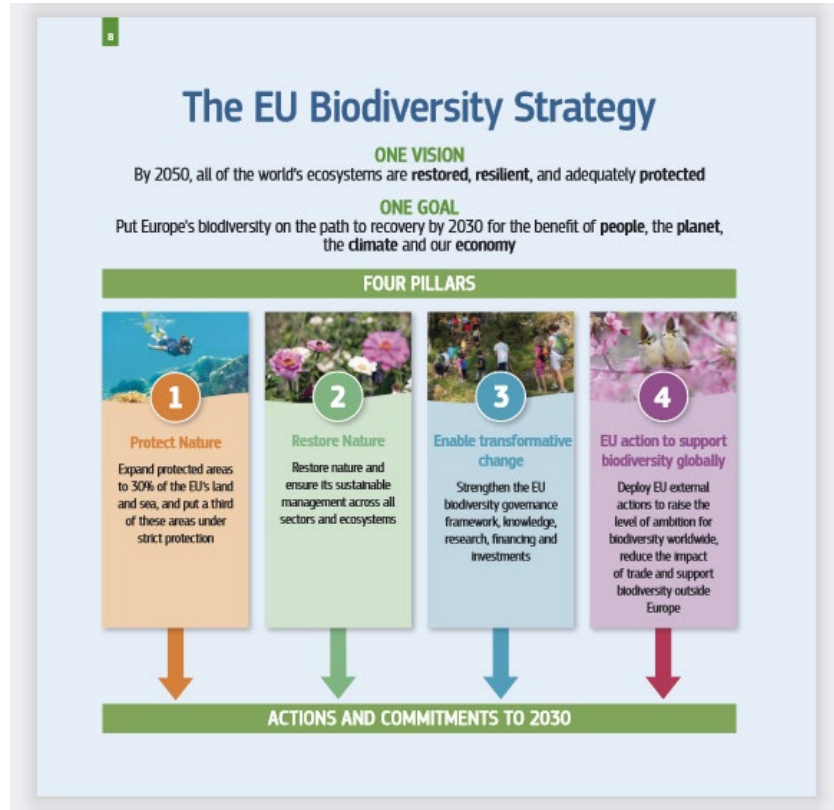 8
The EU Biodiversity Strategy
ONE VISION
By 2050, all of the world's ecosystems are restored, resilient, and adequately protected
ONE GOAL
Put Europe's biodiversity on the path to recovery by 2030 for the benefit of people, the planet,
the climate and our economy
FOUR PILLARS
1
Protect Nature
Expand protected areas
to 30% of the EU's land
and sea, and put a third
of these areas under
strict protection
2
Restore Nature
Restore nature and
ensure its sustainable
management across all
sectors and ecosystems
3
Enable transformative
change
Strengthen the EU
biodiversity governance
framework, knowledge,
research, financing and
investments
4
EU action to support
biodiversity globally
Deploy EU external
actions to raise the
level of ambition for
biodiversity worldwide,
reduce the impact
of trade and support
biodiversity outside
Europe
ACTIONS AND COMMITMENTS TO 2030